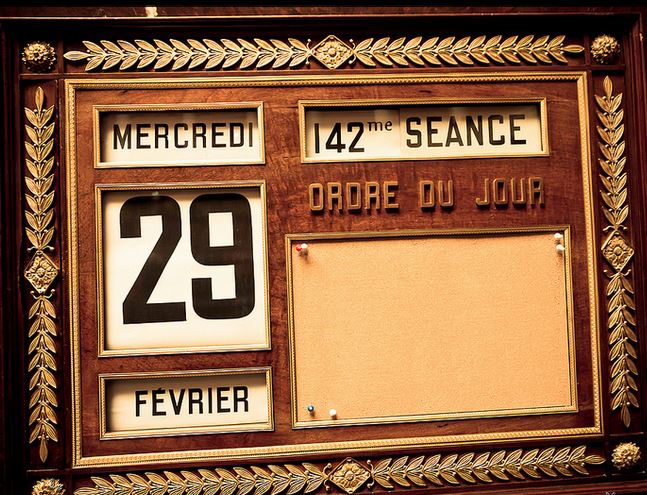 MERCREDI
142me SEANCE
ORDRE DU JOUR
29
FÉVRIER